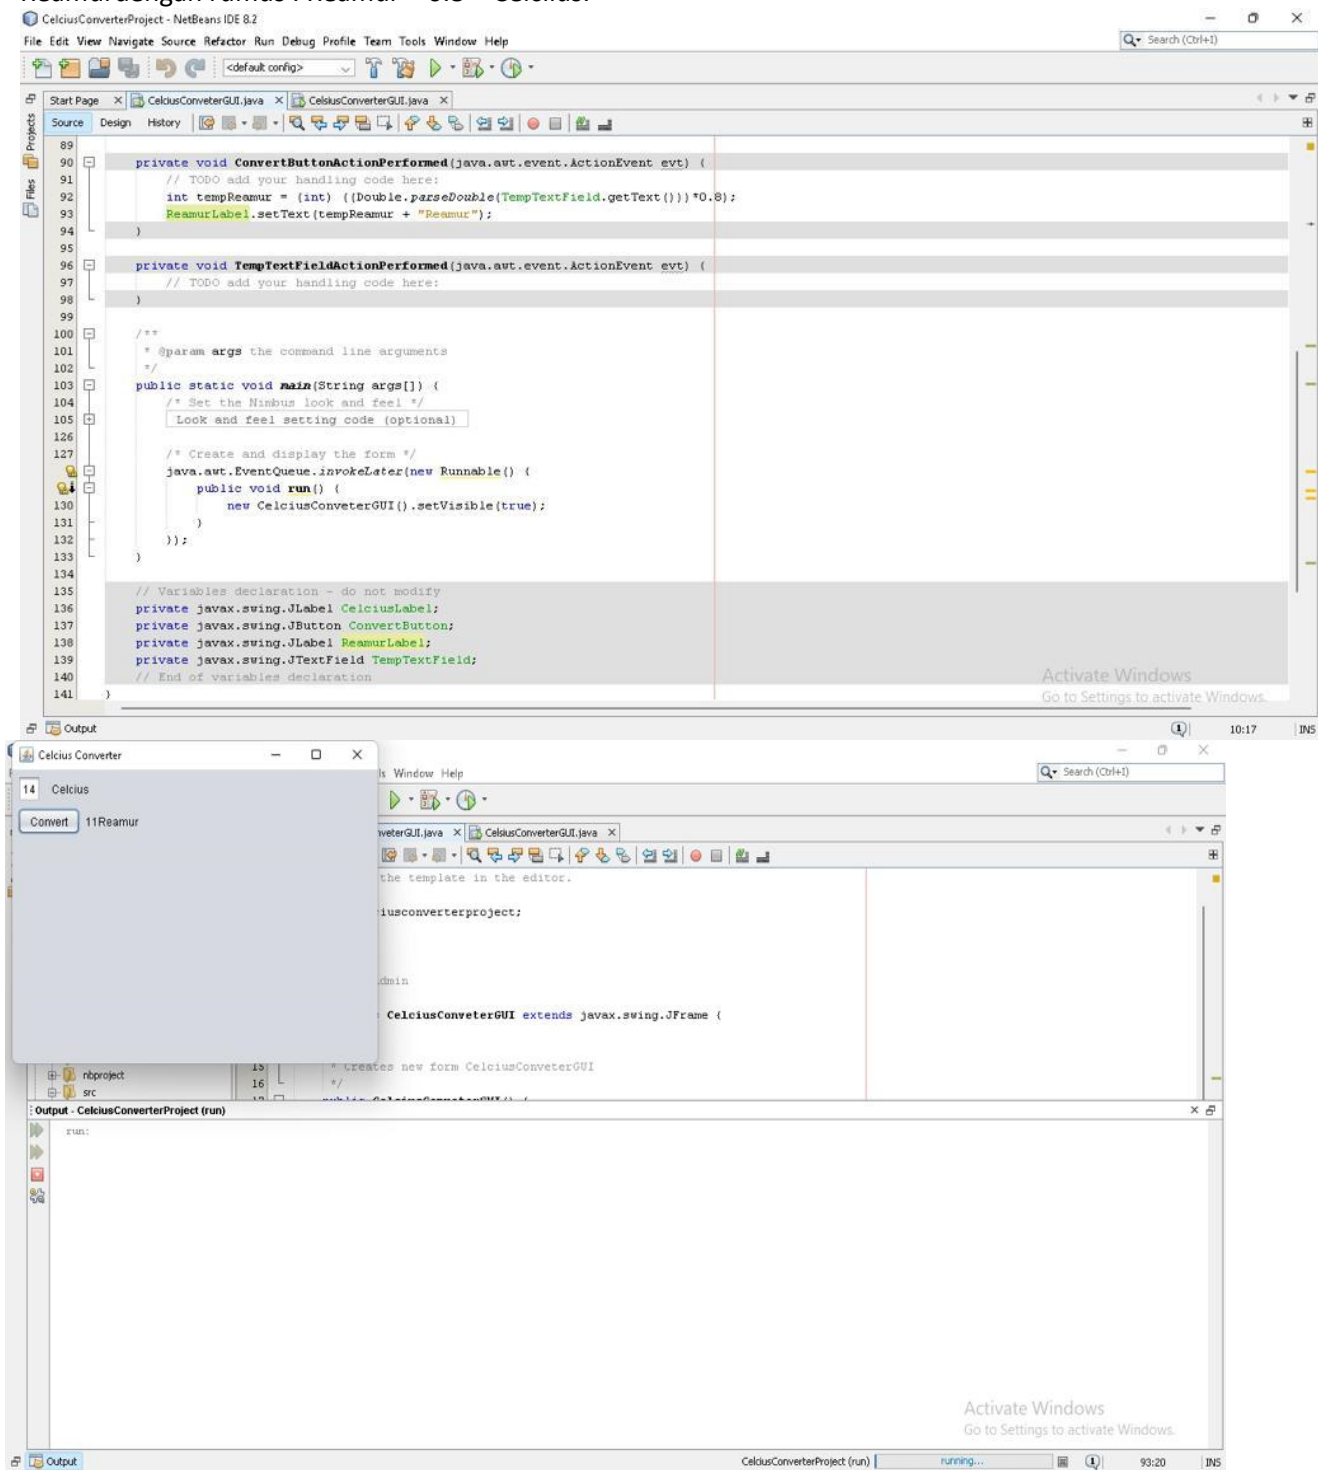 CelciusConverterProject - NetBeans IDE 8.2
File Edit View Navigate Source Refactor Run Debug Profile Team Tools Window Help
Search (Ctrl+I)
<default config>
Start Page CelciusConveterGUI.java CelsiusConverterGUI.java
Projects
Files
Source Design History
89
90 private void ConvertButtonActionPerformed(java.awt.event.ActionEvent evt) {
91 // TODO add your handling code here:
92 int tempReamur = (int) ((Double.parseDouble(TempTextField.getText()))*0.8);
93 ReamurLabel.setText(tempReamur + "Reamur");
94 }
95
96 private void TempTextFieldActionPerformed(java.awt.event.ActionEvent evt) {
97 // TODO add your handling code here:
98 }
99
100 /**
101 * @param args the command line arguments
102 */
103 public static void main(String args[]) {
104 /* Set the Nimbus look and feel */
105 Look and feel setting code (optional)
126
127 /* Create and display the form */
java.awt.EventQueue.invokeLater(new Runnable() {
public void run() {
130 new CelciusConveterGUI().setVisible(true);
131 }
132 });
133 }
134
135 // Variables declaration - do not modify
136 private javax.swing.JLabel CelciusLabel;
137 private javax.swing.JButton ConvertButton;
138 private javax.swing.JLabel ReamurLabel;
139 private javax.swing.JTextField TempTextField;
140 // End of variables declaration
141 }
Activate Windows
Go to Settings to activate Windows.
Output 1 10:17 INS
Celcius Converter
14 Celcius
Convert 11Reamur
ls Window Help
Search (Ctrl+I)
veterGUI.java CelsiusConverterGUI.java
the template in the editor.
iusconverterproject;
dmin
CelciusConveterGUI extends javax.swing.JFrame {
15 * Creates new form CelciusConveterGUI
16 */
nbproject
src
Output - CelciusConverterProject (run)
run:
Activate Windows
Go to Settings to activate Windows.
Output CelciusConverterProject (run) running... 1 93:20 INS